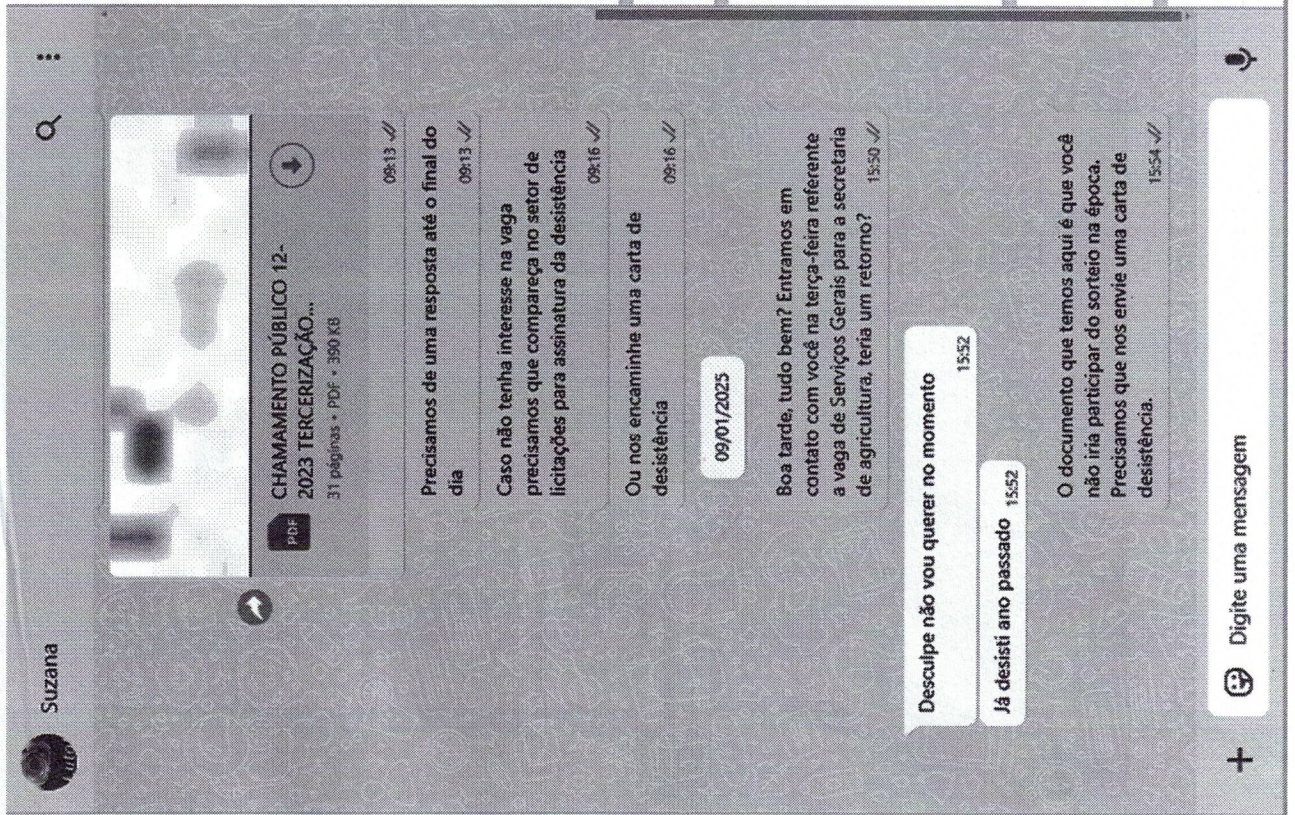 Suzana
CHAMAMENTO PÚBLICO 12-
2023 TERCERIZAÇÃO...
PDF
31 páginas • PDF • 390 KB
09:13
Precisamos de uma resposta até o final do
dia
09:13
Caso não tenha interesse na vaga
precisamos que compareça no setor de
licitações para assinatura da desistência
09:16
Ou nos encaminhe uma carta de
desistência
09:16
09/01/2025
Boa tarde, tudo bem? Entramos em
contato com você na terça-feira referente
a vaga de Serviços Gerais para a secretaria
de agricultura, teria um retorno?
15:50
Desculpe não vou querer no momento
15:52
Já desisti ano passado 15:52
O documento que temos aqui é que você
não iria participar do sorteio na época.
Precisamos que nos envie uma carta de
desistência.
15:54
Digite uma mensagem